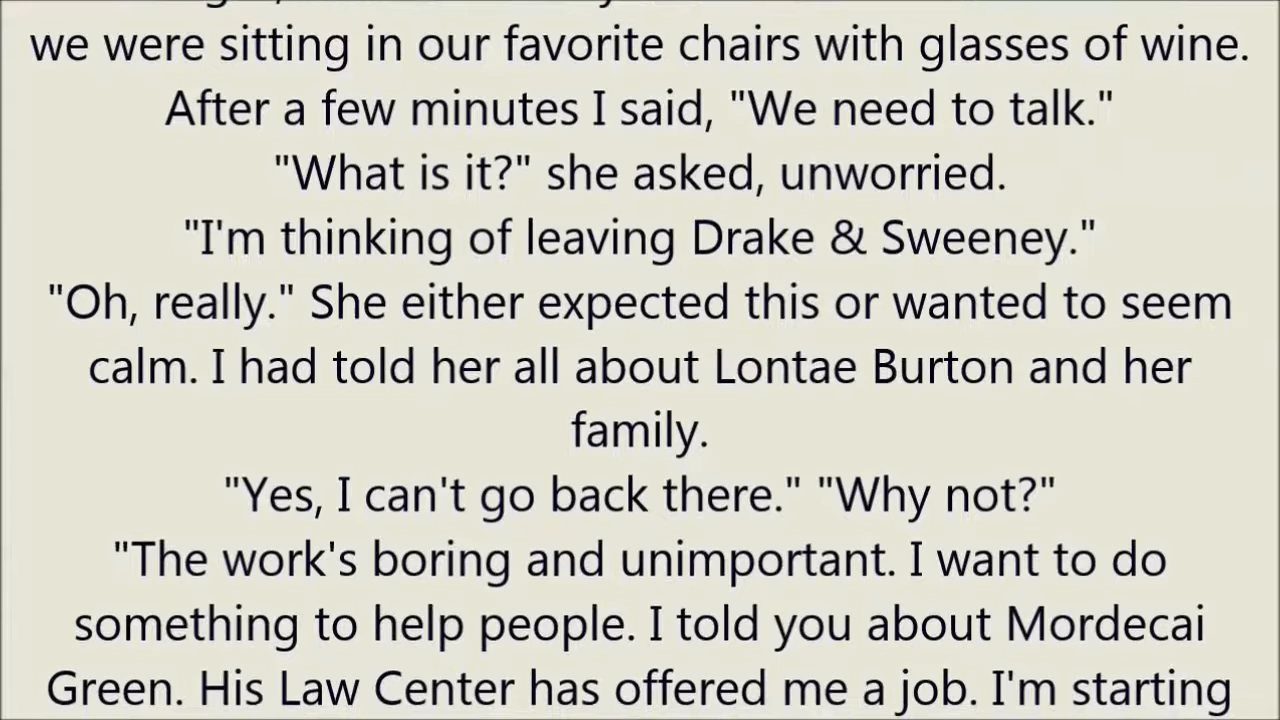 we were sitting in our favorite chairs with glasses of wine.
After a few minutes I said, "We need to talk."
"What is it?" she asked, unworried.
"I'm thinking of leaving Drake & Sweeney."
"Oh, really." She either expected this or wanted to seem
calm. I had told her all about Lontae Burton and her
family.
"Yes, I can't go back there." "Why not?"
"The work's boring and unimportant. I want to do
something to help people. I told you about Mordecai
Green. His Law Center has offered me a job. I'm starting